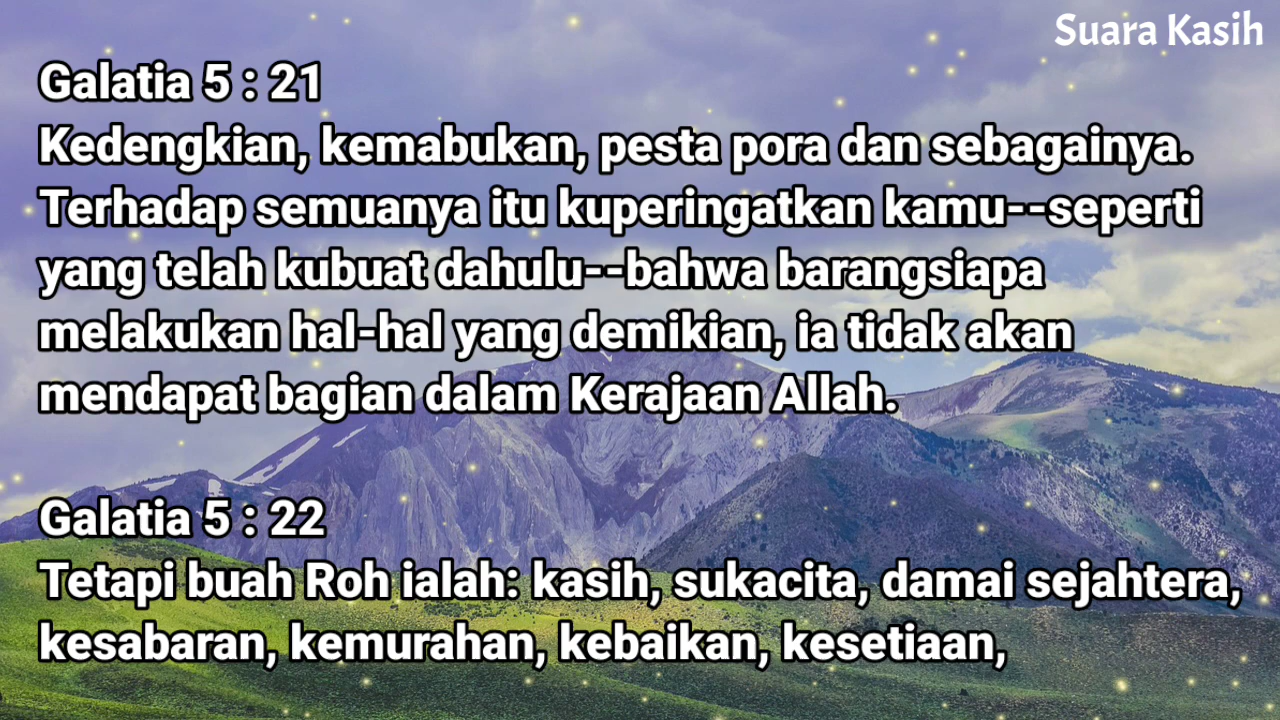 Suara Kasih
Galatia 5 : 21
Kedengkian, kemabukan, pesta pora dan sebagainya.
Terhadap semuanya itu kuperingatkan kamu--seperti
yang telah kubuat dahulu--bahwa barangsiapa
melakukan hal-hal yang demikian, ia tidak akan
mendapat bagian dalam Kerajaan Allah.
Galatia 5 : 22
Tetapi buah Roh ialah: kasih, sukacita, damai sejahtera,
kesabaran, kemurahan, kebaikan, kesetiaan,